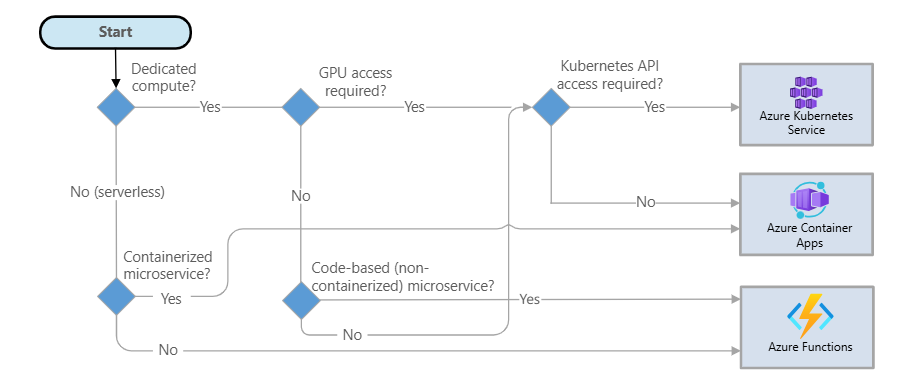 Start
Dedicated
compute?
Yes
GPU access
required?
Yes
Kubernetes API
access required?
Yes
Azure Kubernetes
Service
No (serverless)
No
No
Azure Container
Apps
Containerized
microservice?
Yes
Code-based (non-
containerized) microservice?
Yes
No
No
Azure Functions